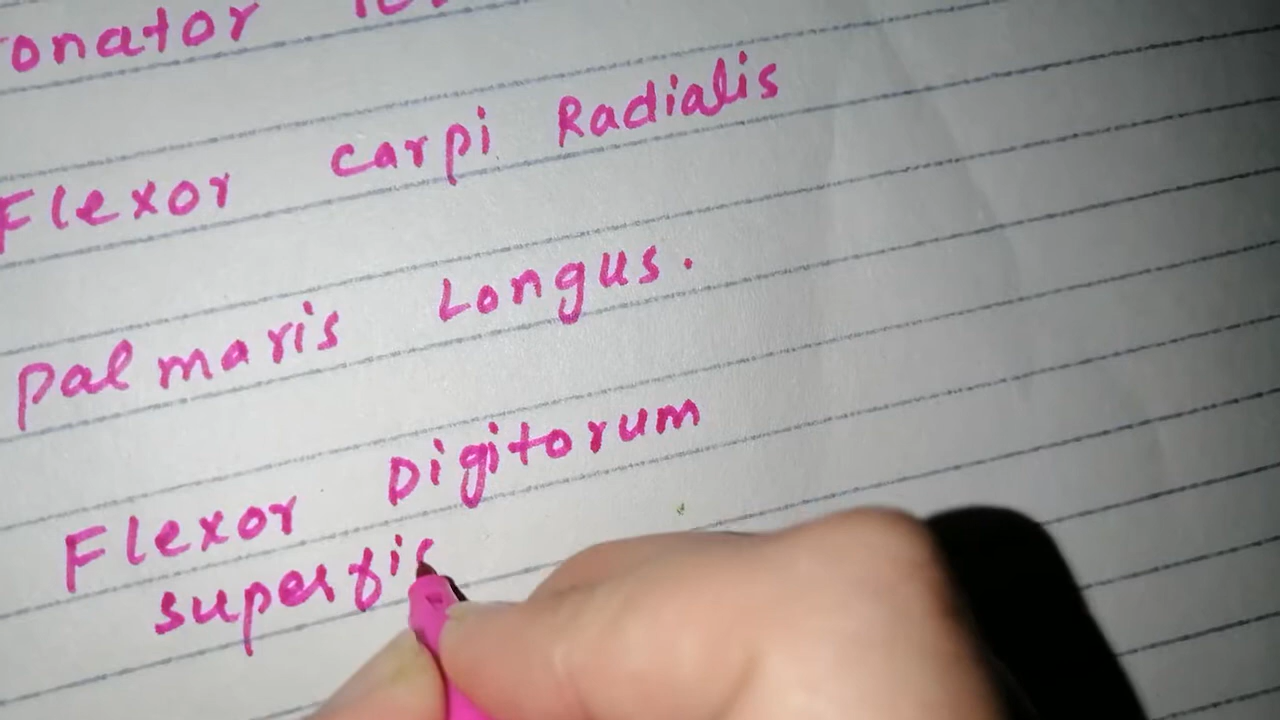 onator
Flexor carpi Radialis
palmaris Longus.
Flexor Digitorum
superfic